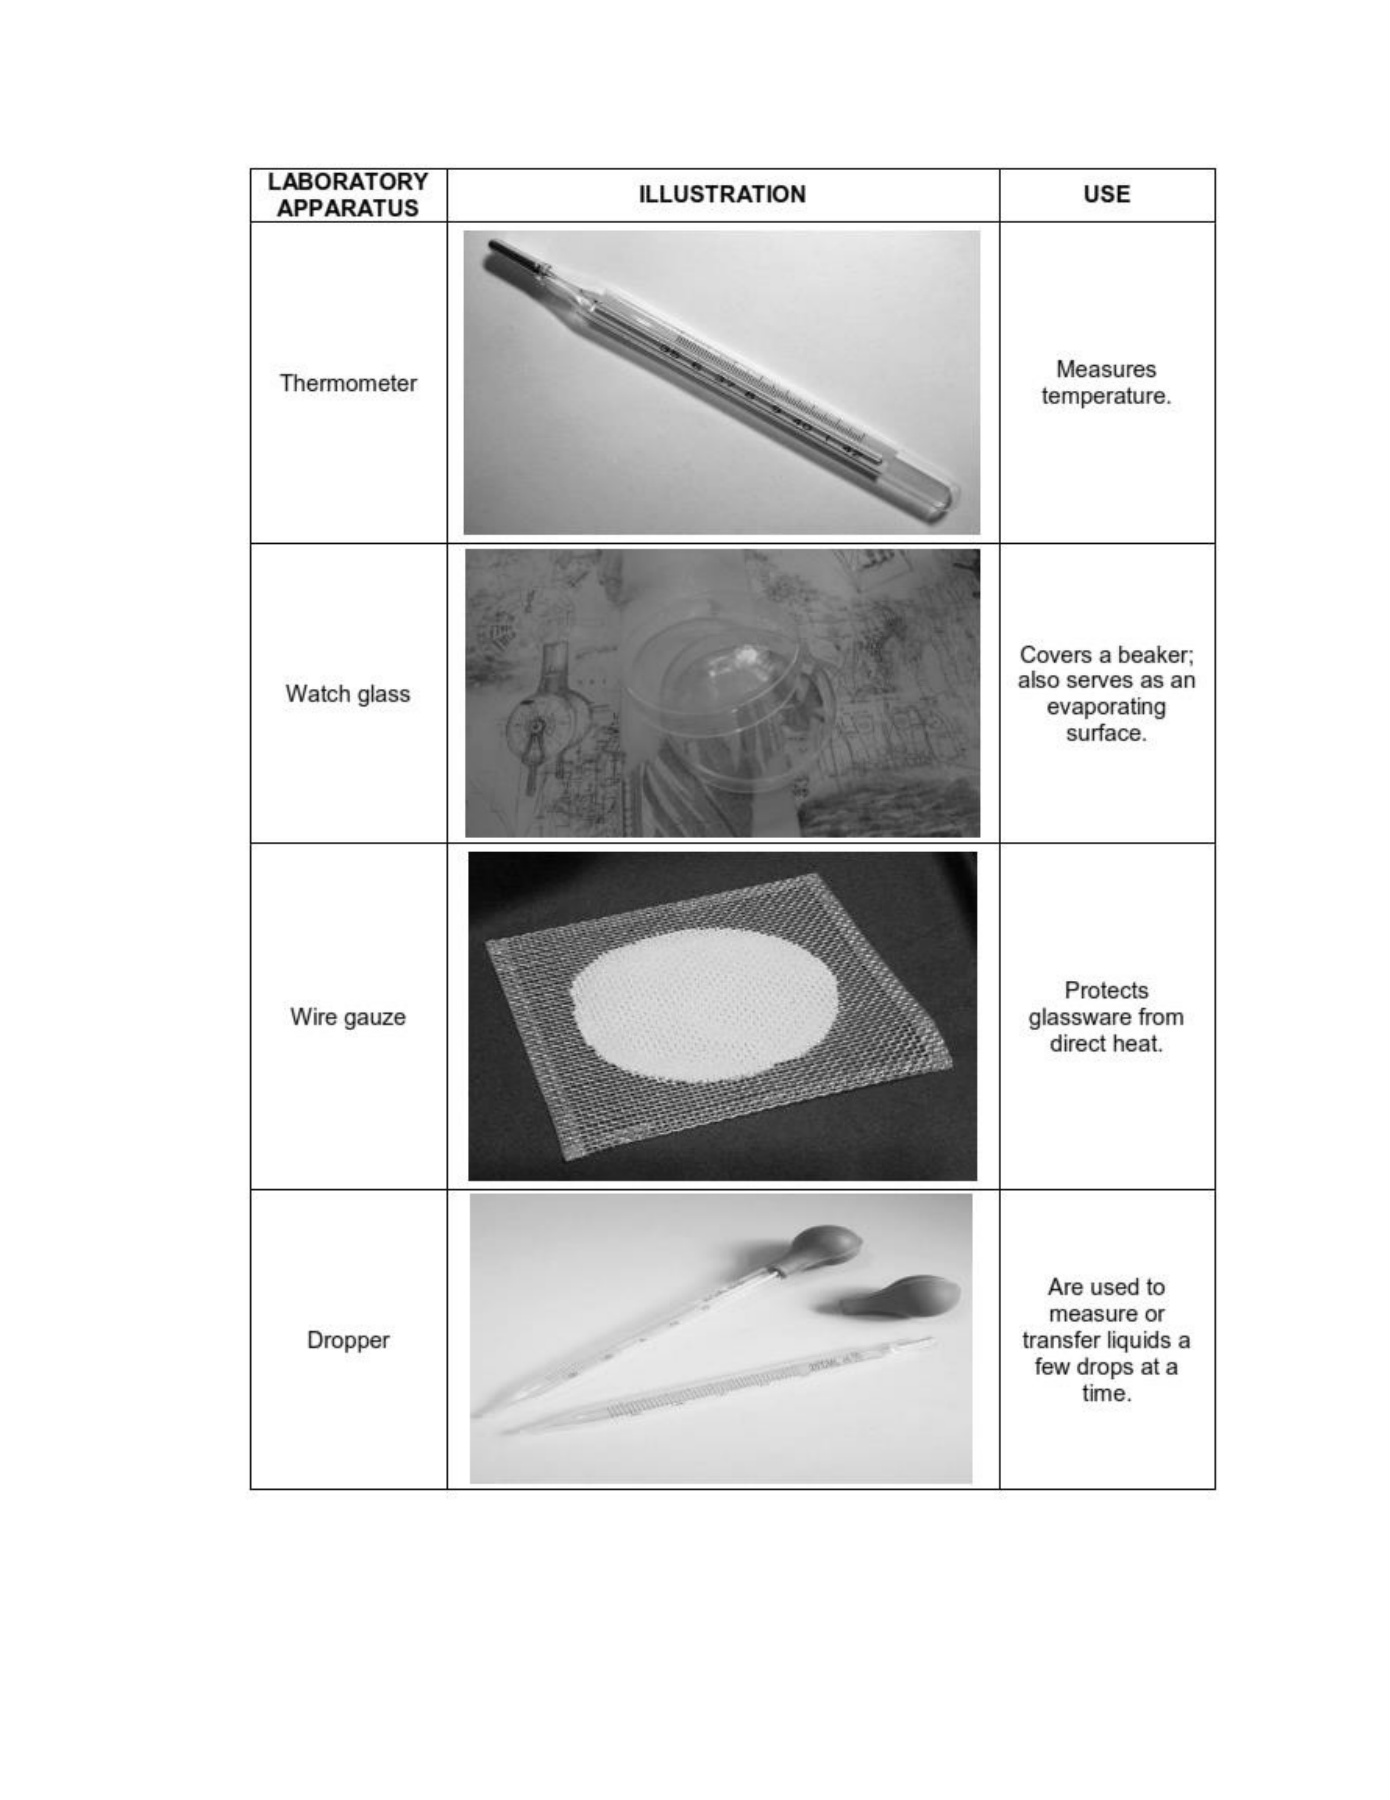 LABORATORY
APPARATUS
ILLUSTRATION
USE
Thermometer
Measures
temperature.
Watch glass
Covers a beaker;
also serves as an
evaporating
surface.
Wire gauze
Protects
glassware from
direct heat.
Dropper
Are used to
measure or
transfer liquids a
few drops at a
time.